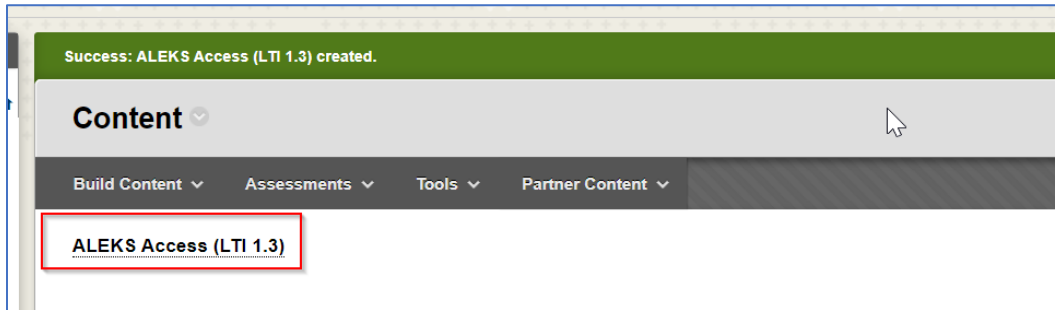 Success: ALEKS Access (LTI 1.3) created.
Content
Build Content Assessments Tools Partner Content
ALEKS Access (LTI 1.3)